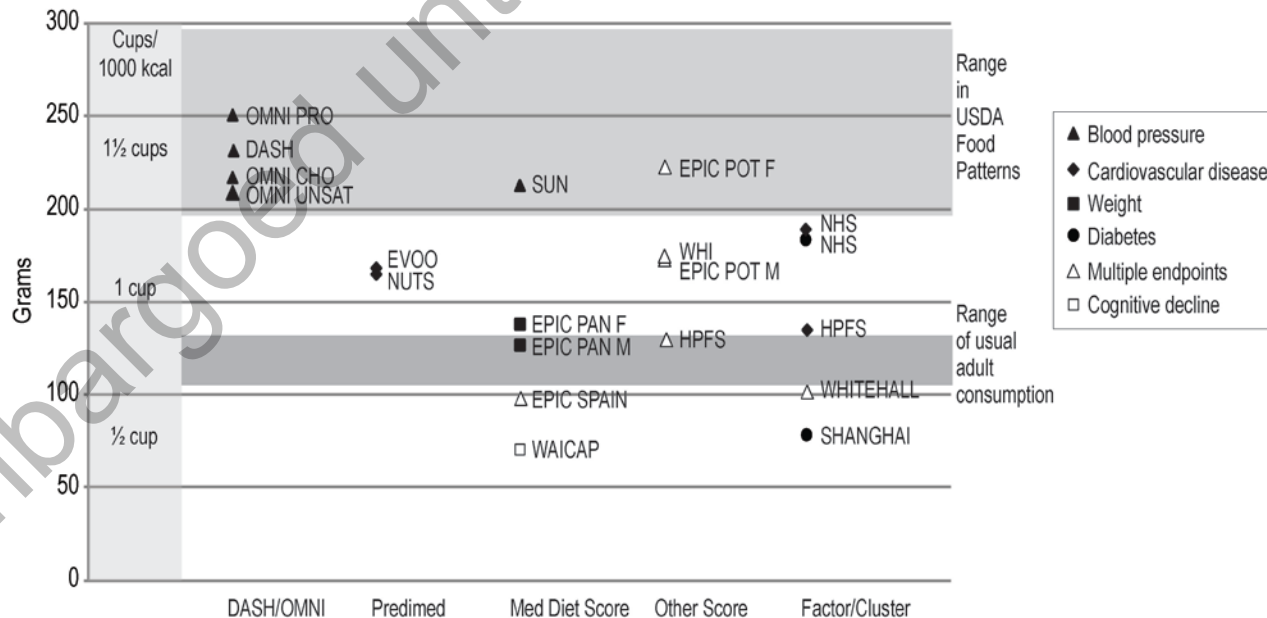 300
250
200
150
100
50
0
Grams
Cups/
1000 kcal
1½ cups
1 cup
½ cup
OMNI PRO
DASH
OMNI CHO
OMNI UNSAT
EVOO
NUTS
SUN
EPIC PAN F
EPIC PAN M
EPIC SPAIN
WAICAP
EPIC POT F
WHI
EPIC POT M
HPFS
NHS
NHS
HPFS
WHITEHALL
SHANGHAI
Range
in
USDA
Food
Patterns
Range
of usual
adult
consumption
Blood pressure
Cardiovascular disease
Weight
Diabetes
Multiple endpoints
Cognitive decline
DASH/OMNI
Predimed
Med Diet Score
Other Score
Factor/Cluster